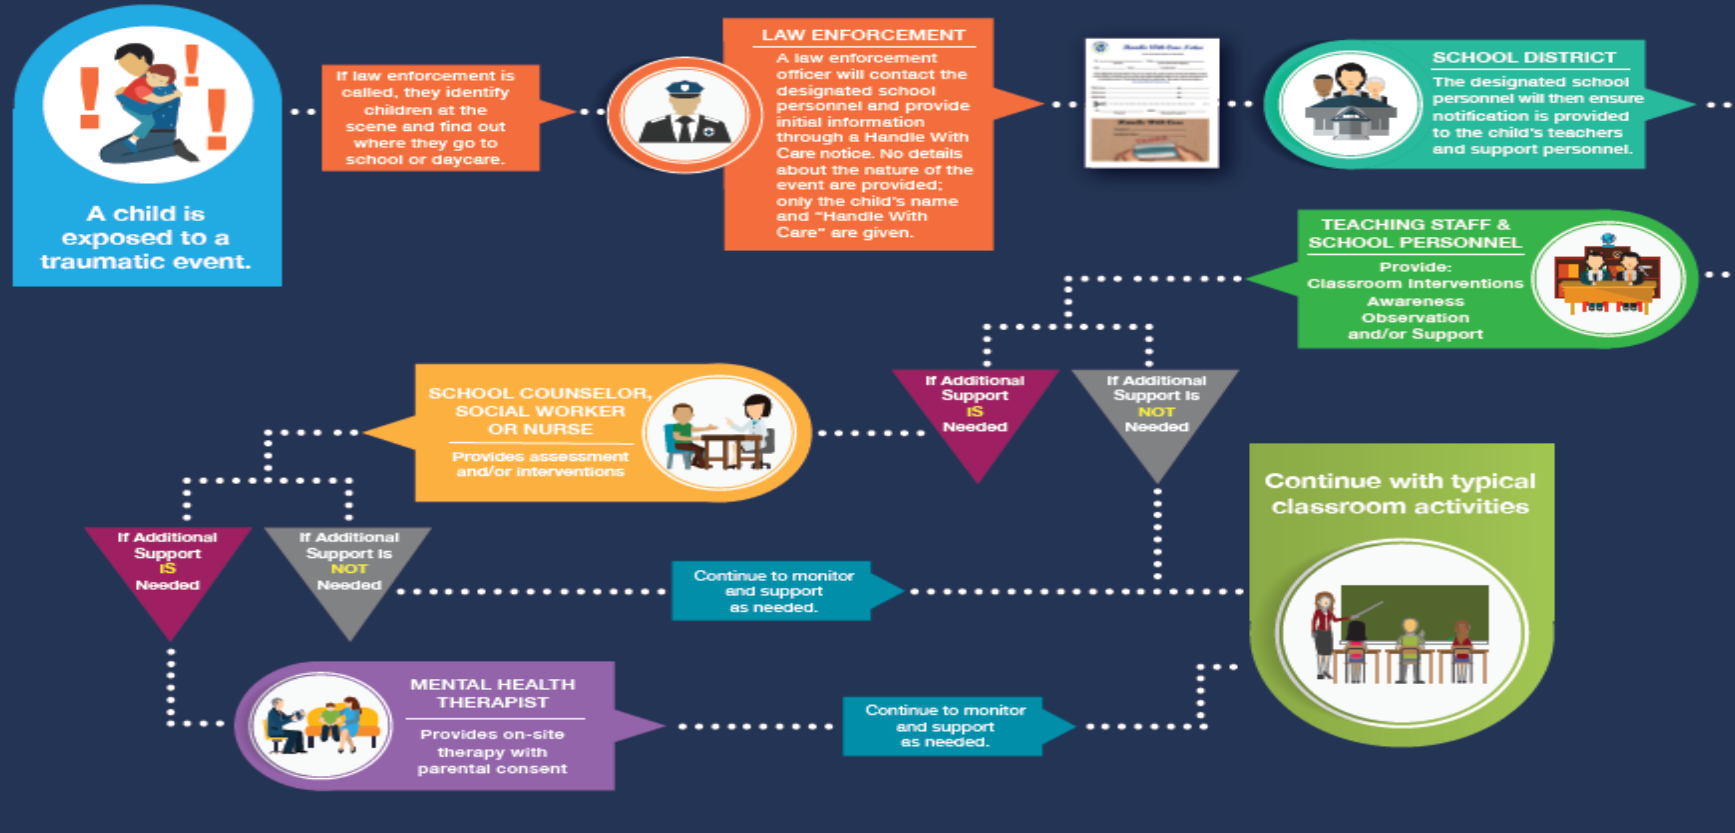 A child is
exposed to a
traumatic event.
If law enforcement is
called, they identify
children at the
scene and find out
where they go to
school or daycare.
LAW ENFORCEMENT
A law enforcement
officer will contact the
designated school
personnel and provide
initial information
through a Handle With
Care notice. No details
about the nature of the
event are provided;
only the child's name
and "Handle With
Care" are given.
Handle With Care Notice
Handle With Care
SCHOOL DISTRICT
The designated school
personnel will then ensure
notification is provided
to the child's teachers
and support personnel.
TEACHING STAFF &
SCHOOL PERSONNEL
Provide:
Classroom Interventions
Awareness
Observation
and/or Support
If Additional
Support
IS
Needed
If Additional
Support Is
NOT
Needed
SCHOOL COUNSELOR,
SOCIAL WORKER
OR NURSE
Provides assessment
and/or interventions
If Additional
Support
IS
Needed
If Additional
Support Is
NOT
Needed
Continue to monitor
and support
as needed.
MENTAL HEALTH
THERAPIST
Provides on-site
therapy with
parental consent
Continue to monitor
and support
as needed.
Continue with typical
classroom activities